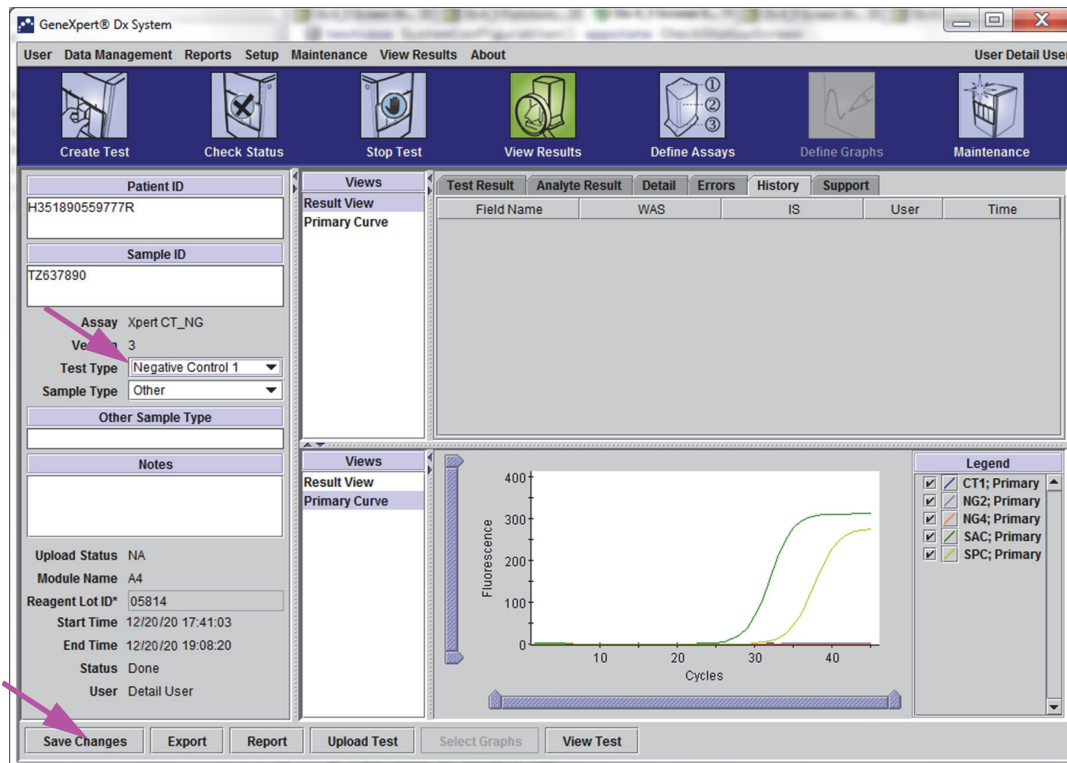 GeneXpert® Dx System
User Data Management Reports Setup Maintenance View Results About User Detail User
Create Test Check Status Stop Test View Results Define Assays Define Graphs Maintenance
Patient ID
H351890559777R
Sample ID
TZ637890
Assay Xpert CT_NG
3
Test Type Negative Control 1
Sample Type Other
Other Sample Type
Notes
Upload Status NA
Module Name A4
Reagent Lot ID* 05814
Start Time 12/20/20 17:41:03
End Time 12/20/20 19:08:20
Status Done
User Detail User
Views
Result View
Primary Curve
Test Result Analyte Result Detail Errors History Support
Field Name WAS IS User Time
Views
Result View
Primary Curve
Fluorescence
400
300
200
100
0
10 20 30 40
Cycles
Legend
CT1; Primary
NG2; Primary
NG4; Primary
SAC; Primary
SPC; Primary
Save Changes Export Report Upload Test Select Graphs View Test